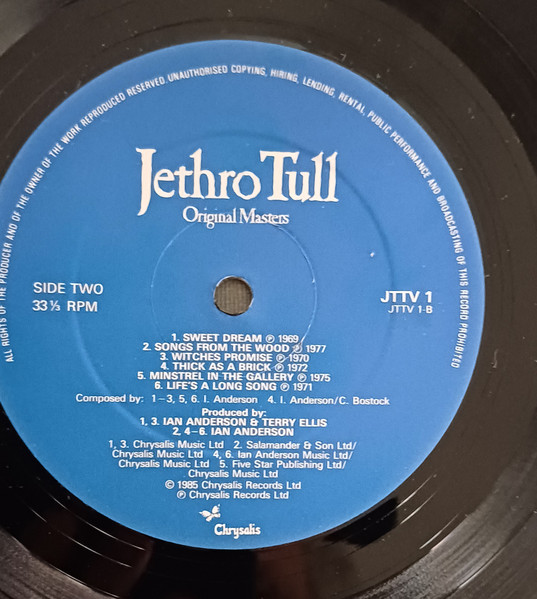 ALL RIGHTS OF THE PRODUCER AND OF THE OWNER OF THE WORK REPRODUCED RESERVED. UNAUTHORISED COPYING, HIRING, LENDING, RENTAL, PUBLIC PERFORMANCE AND BROADCASTING OF THIS RECORD PROHIBITED
Jethro Tull
Original Masters
SIDE TWO
33⅓ RPM
JTTV 1
JTTV 1-B
1. SWEET DREAM ℗ 1969
2. SONGS FROM THE WOOD ℗ 1977
3. WITCHES PROMISE ℗ 1970
4. THICK AS A BRICK ℗ 1972
5. MINSTREL IN THE GALLERY ℗ 1975
6. LIFE'S A LONG SONG ℗ 1971
Composed by: 1–3, 5, 6. I. Anderson 4. I. Anderson/C. Bostock
Produced by:
1, 3. IAN ANDERSON & TERRY ELLIS
2, 4–6. IAN ANDERSON
1, 3. Chrysalis Music Ltd 2. Salamander & Son Ltd/
Chrysalis Music Ltd 4, 6. Ian Anderson Music Ltd/
Chrysalis Music Ltd 5. Five Star Publishing Ltd/
Chrysalis Music Ltd
© 1985 Chrysalis Records Ltd
℗ Chrysalis Records Ltd
Chrysalis